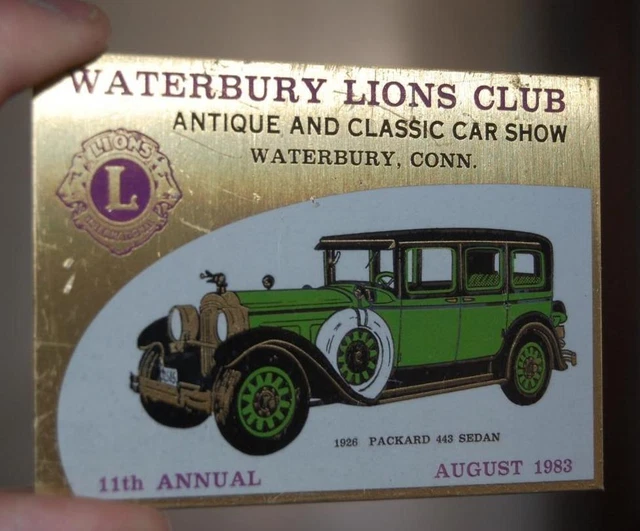 WATERBURY LIONS CLUB
ANTIQUE AND CLASSIC CAR SHOW
WATERBURY, CONN.
LIONS
L
INTERNATIONAL
1926 PACKARD 443 SEDAN
11th ANNUAL
AUGUST 1983